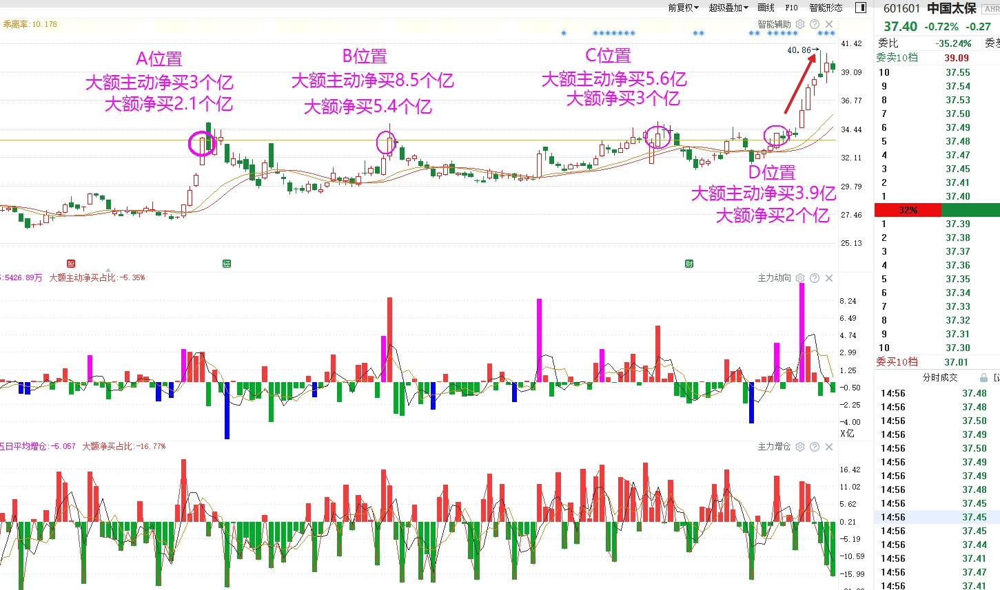 前复权 超级叠加 画线 F10 智能形态
601601 中国太保
37.40 -0.72% -0.27
乖离率:10.178
智能辅助
委比 -35.24% 委差
委卖10档 39.09
10 37.55
9 37.54
8 37.53
7 37.50
6 37.49
5 37.48
4 37.47
3 37.45
2 37.41
1 37.40
32%
1 37.39
2 37.38
3 37.37
4 37.36
5 37.35
6 37.34
7 37.33
8 37.32
9 37.31
10 37.30
委买10档 37.01
分时成交
14:56 37.48
14:56 37.48
14:56 37.50
14:56 37.49
14:56 37.50
14:56 37.49
14:56 37.49
14:56 37.48
14:56 37.45
14:56 37.45
14:56 37.45
14:56 37.44
14:56 37.41
14:56 37.47
14:56 37.41
A位置
大额主动净买3个亿
大额净买2.1个亿
B位置
大额主动净买8.5个亿
大额净买5.4个亿
C位置
大额主动净买5.6亿
大额净买3个亿
D位置
大额主动净买3.9亿
大额净买2个亿
40.86
41.42
39.09
36.77
34.44
32.11
29.79
27.46
25.13
股 经 财
:5426.89万 大额主动净买占比:-5.35%
主力动向
8.24
6.49
4.74
2.99
1.25
-0.50
-2.25
-4.00
X亿
五日平均增仓:-5.057 大额净买占比:-16.77%
主力增仓
16.42
11.02
5.62
0.21
-5.19
-10.59
-15.99